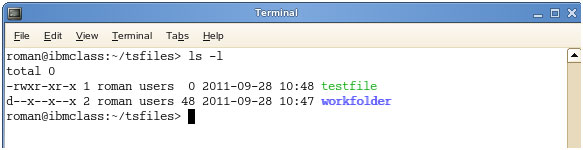 Terminal
File Edit View Terminal Tabs Help
roman@ibmclass:~/tsfiles> ls -l
total 0
-rwxr-xr-x 1 roman users  0 2011-09-28 10:48 testfile
d--x--x--x 2 roman users 48 2011-09-28 10:47 workfolder
roman@ibmclass:~/tsfiles>